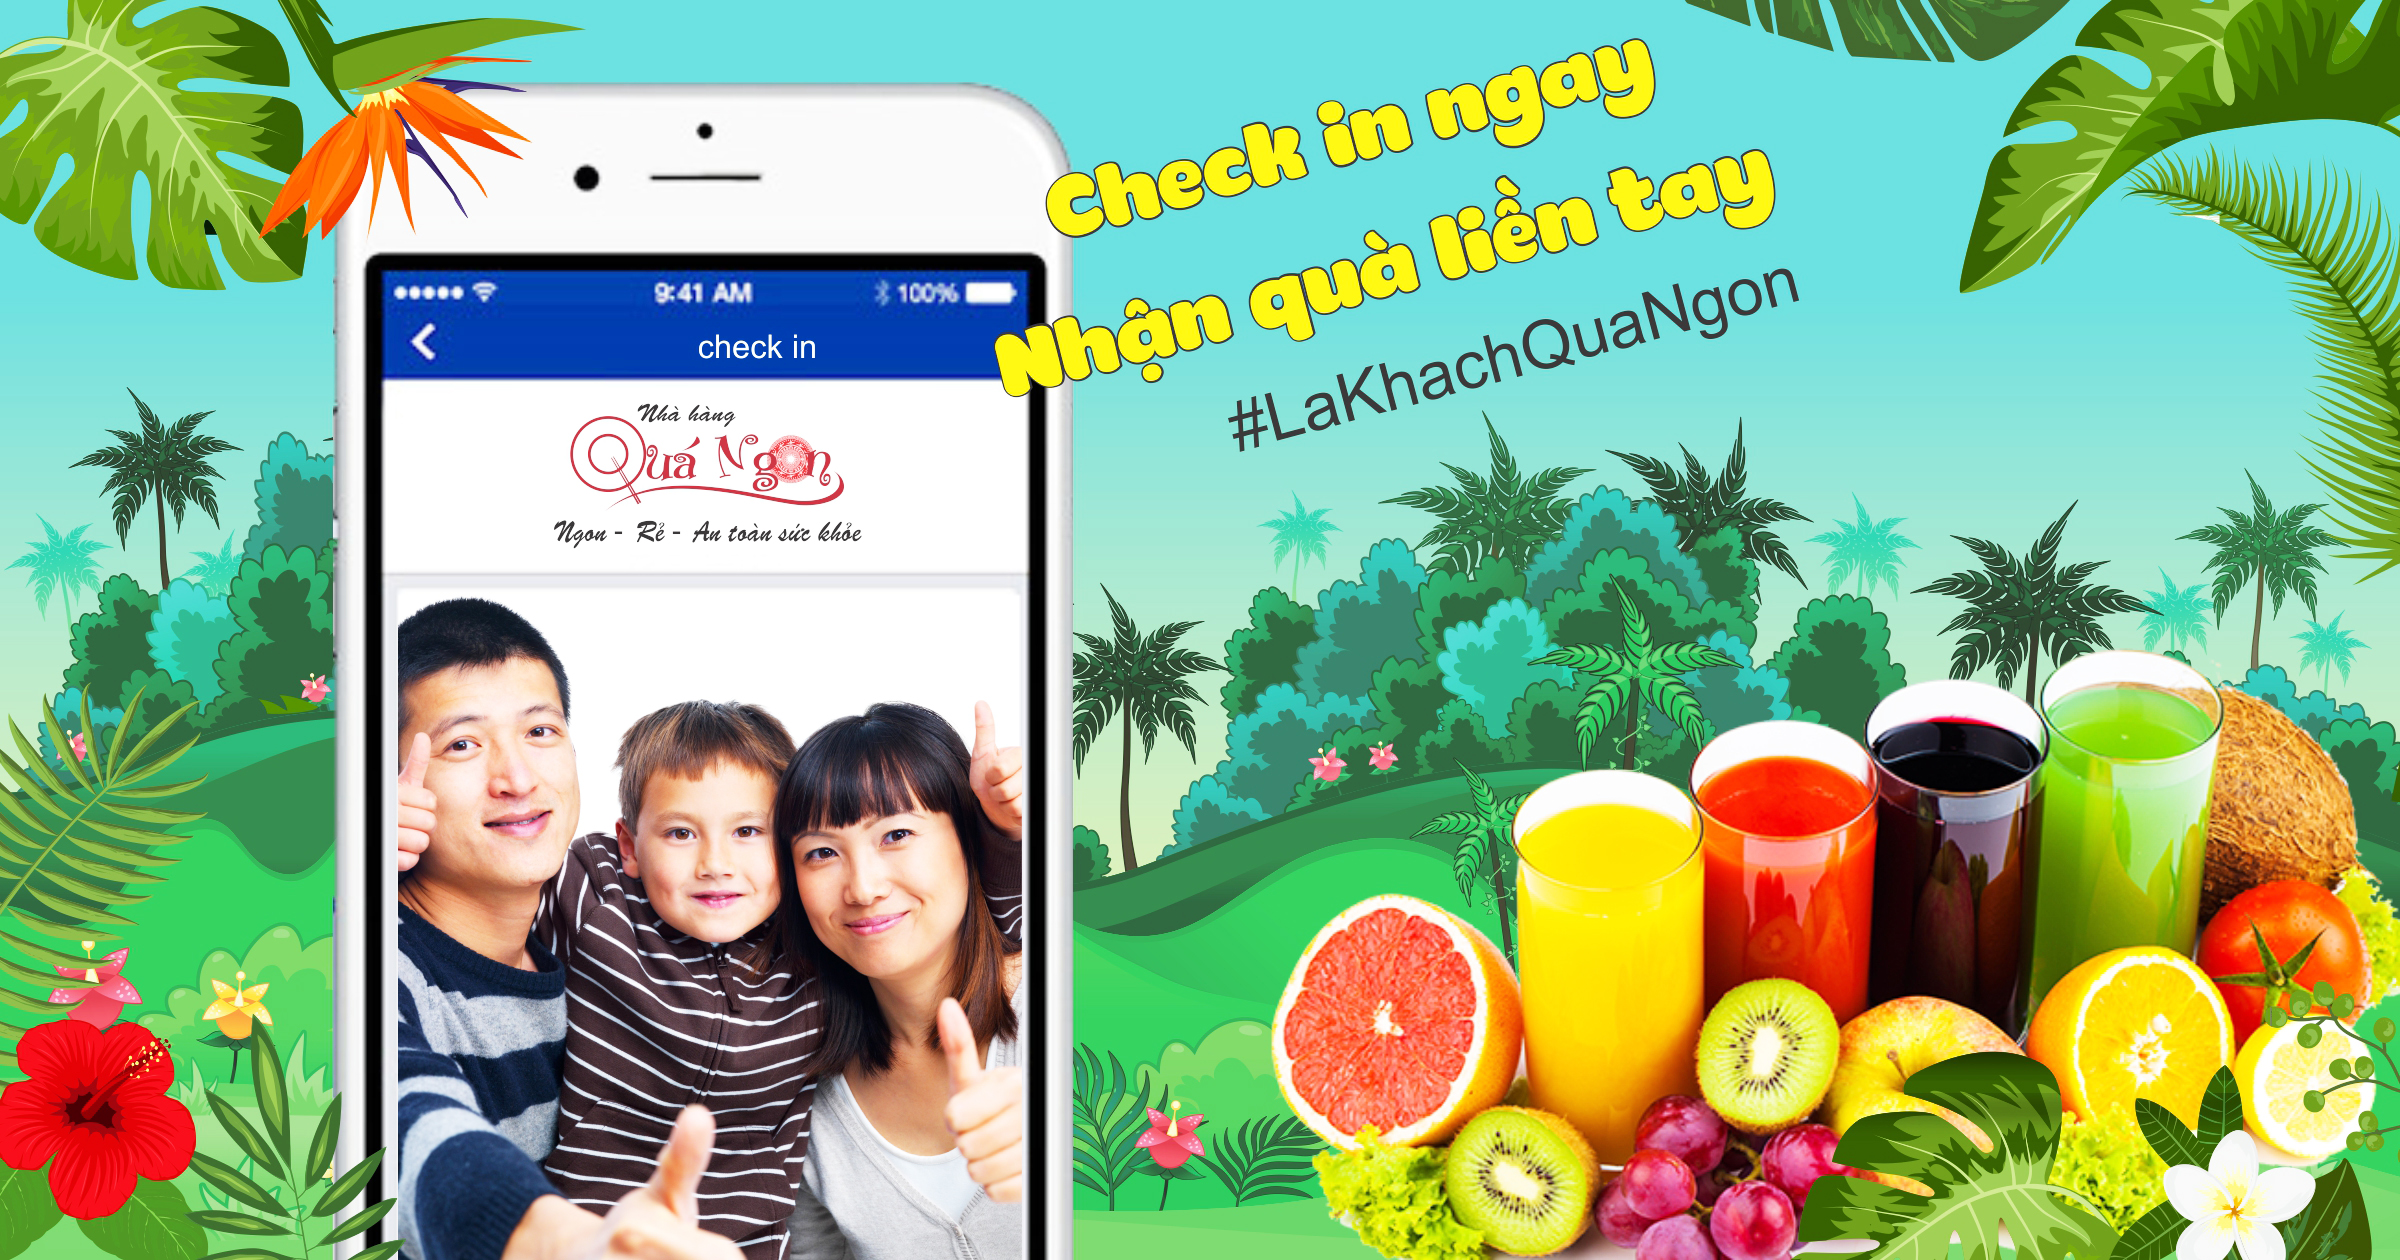 Check in ngay
Nhận quà liền tay
#LaKhachQuaNgon
9:41 AM
100%
check in
Nhà hàng
Quá Ngon
Ngon - Rẻ - An toàn sức khỏe